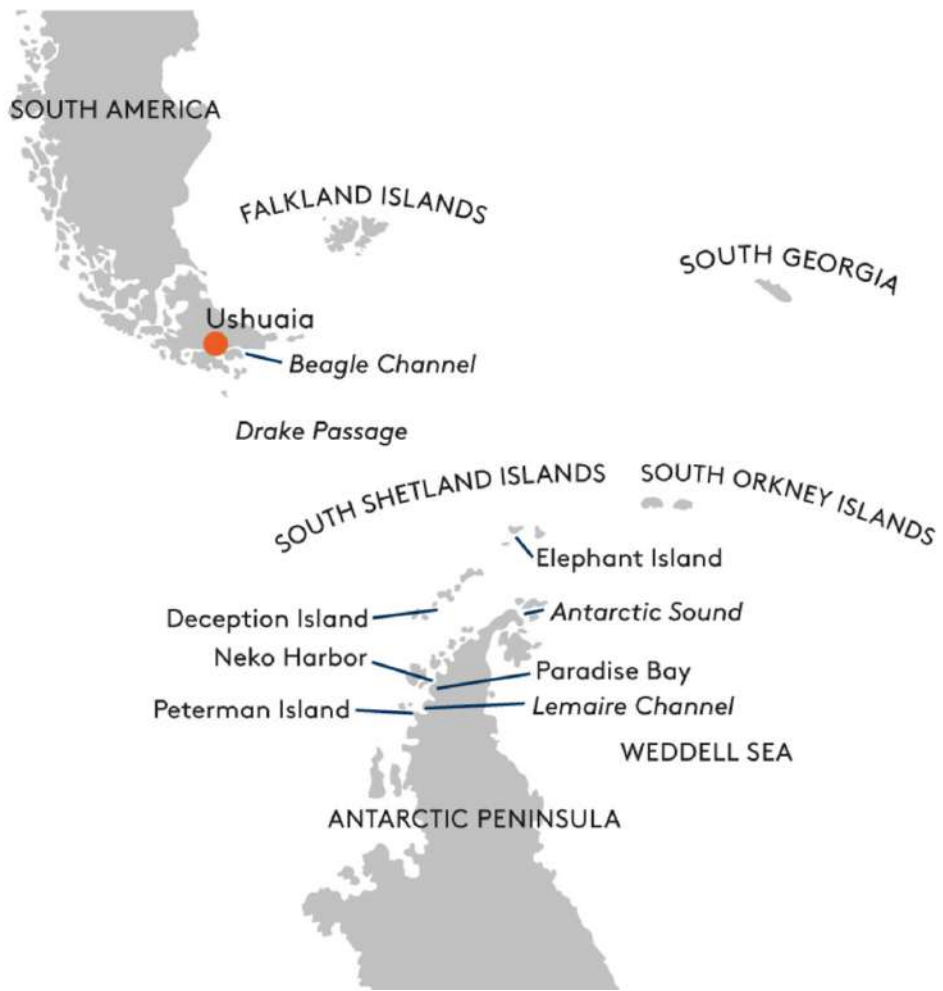 SOUTH AMERICA
FALKLAND ISLANDS
SOUTH GEORGIA
Ushuaia
Beagle Channel
Drake Passage
SOUTH SHETLAND ISLANDS
SOUTH ORKNEY ISLANDS
Elephant Island
Deception Island
Antarctic Sound
Neko Harbor
Paradise Bay
Peterman Island
Lemaire Channel
WEDDELL SEA
ANTARCTIC PENINSULA